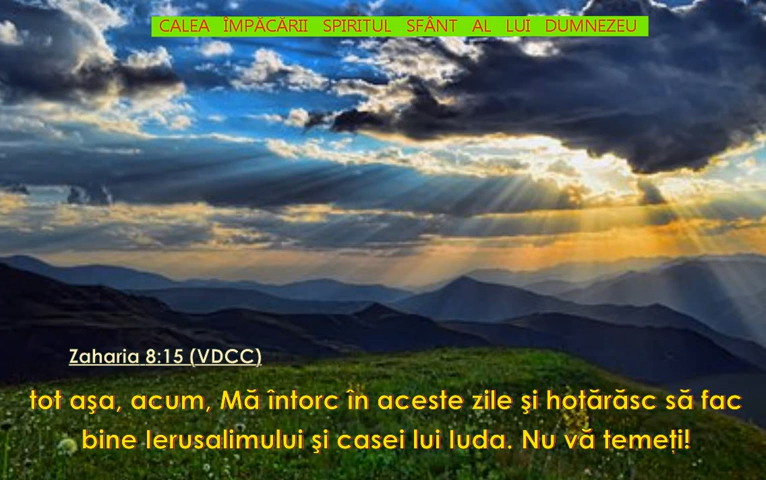 CALEA ÎMPĂCĂRII SPIRITUL SFÂNT AL LUI DUMNEZEU
Zaharia 8:15 (VDCC)
tot aşa, acum, Mă întorc în aceste zile şi hotărăsc să fac
bine Ierusalimului şi casei lui Iuda. Nu vă temeţi!